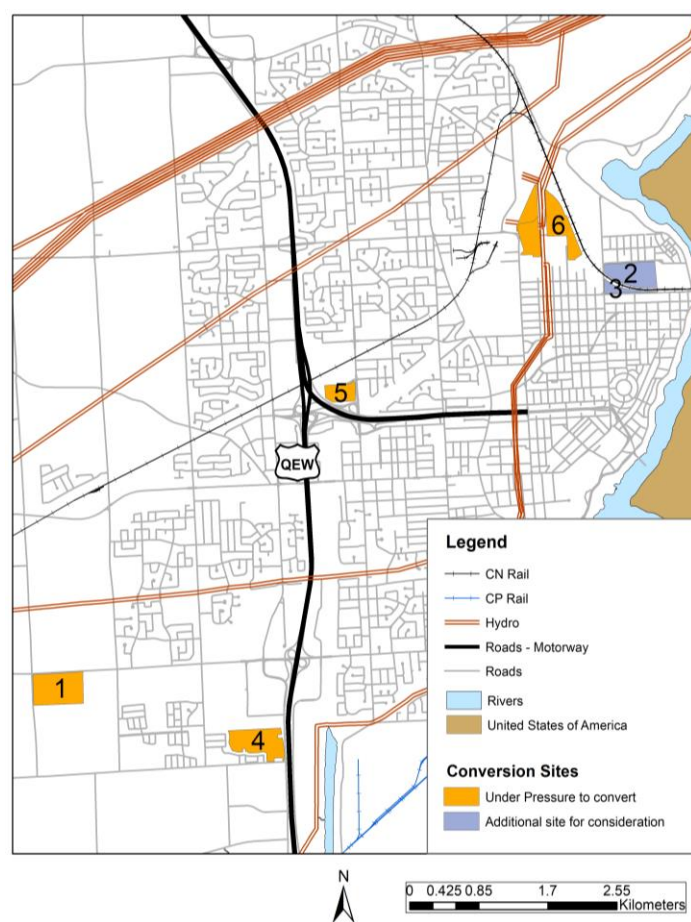 6
2
3
5
QEW
1
4
Legend
CN Rail
CP Rail
Hydro
Roads - Motorway
Roads
Rivers
United States of America
Conversion Sites
Under Pressure to convert
Additional site for consideration
N
0 0.425 0.85 1.7 2.55
Kilometers